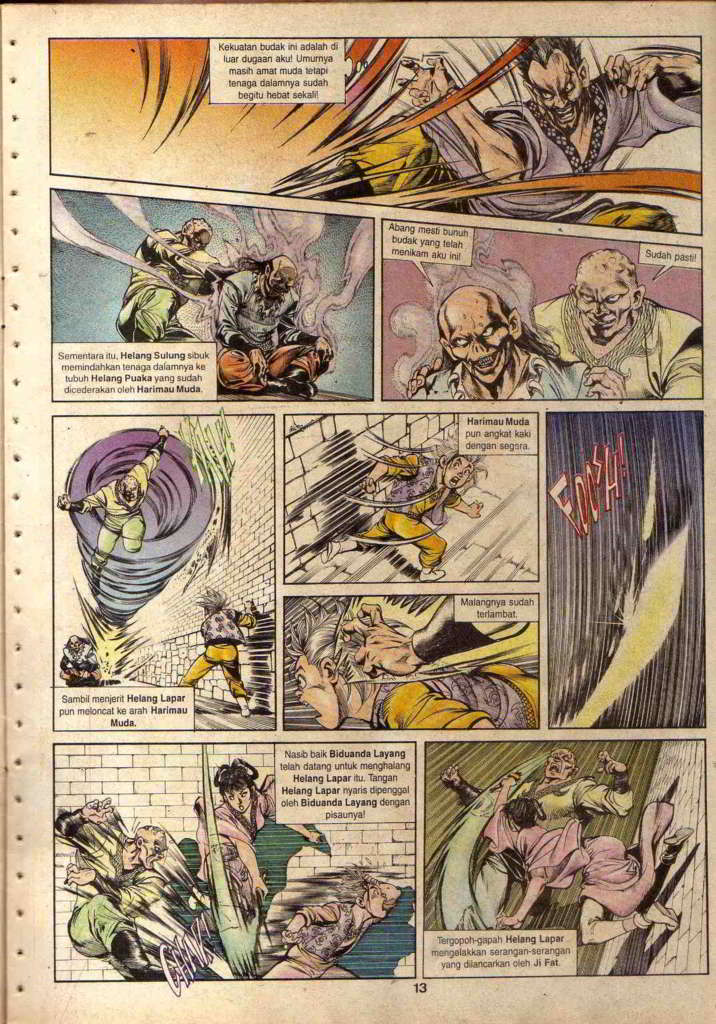 Kekuatan budak ini adalah di
luar dugaan aku! Umurnya
masih amat muda tetapi
tenaga dalamnya sudah
begitu hebat sekali!
Sementara itu, Helang Sulung sibuk
memindahkan tenaga dalamnya ke
tubuh Helang Puaka yang sudah
dicederakan oleh Harimau Muda.
Abang mesti bunuh
budak yang telah
menikam aku ini!
Sudah pasti!
Sambil menjerit Helang Lapar
pun meloncat ke arah Harimau
Muda.
Harimau Muda
pun angkat kaki
dengan segera.
Malangnya sudah
terlambat.
FOOSH!
Nasib baik Biduanda Layang
telah datang untuk menghalang
Helang Lapar itu. Tangan
Helang Lapar nyaris dipenggal
oleh Biduanda Layang dengan
pisaunya!
Tergopoh-gapah Helang Lapar
mengelakkan serangan-serangan
yang dilancarkan oleh Ji Fat.
13